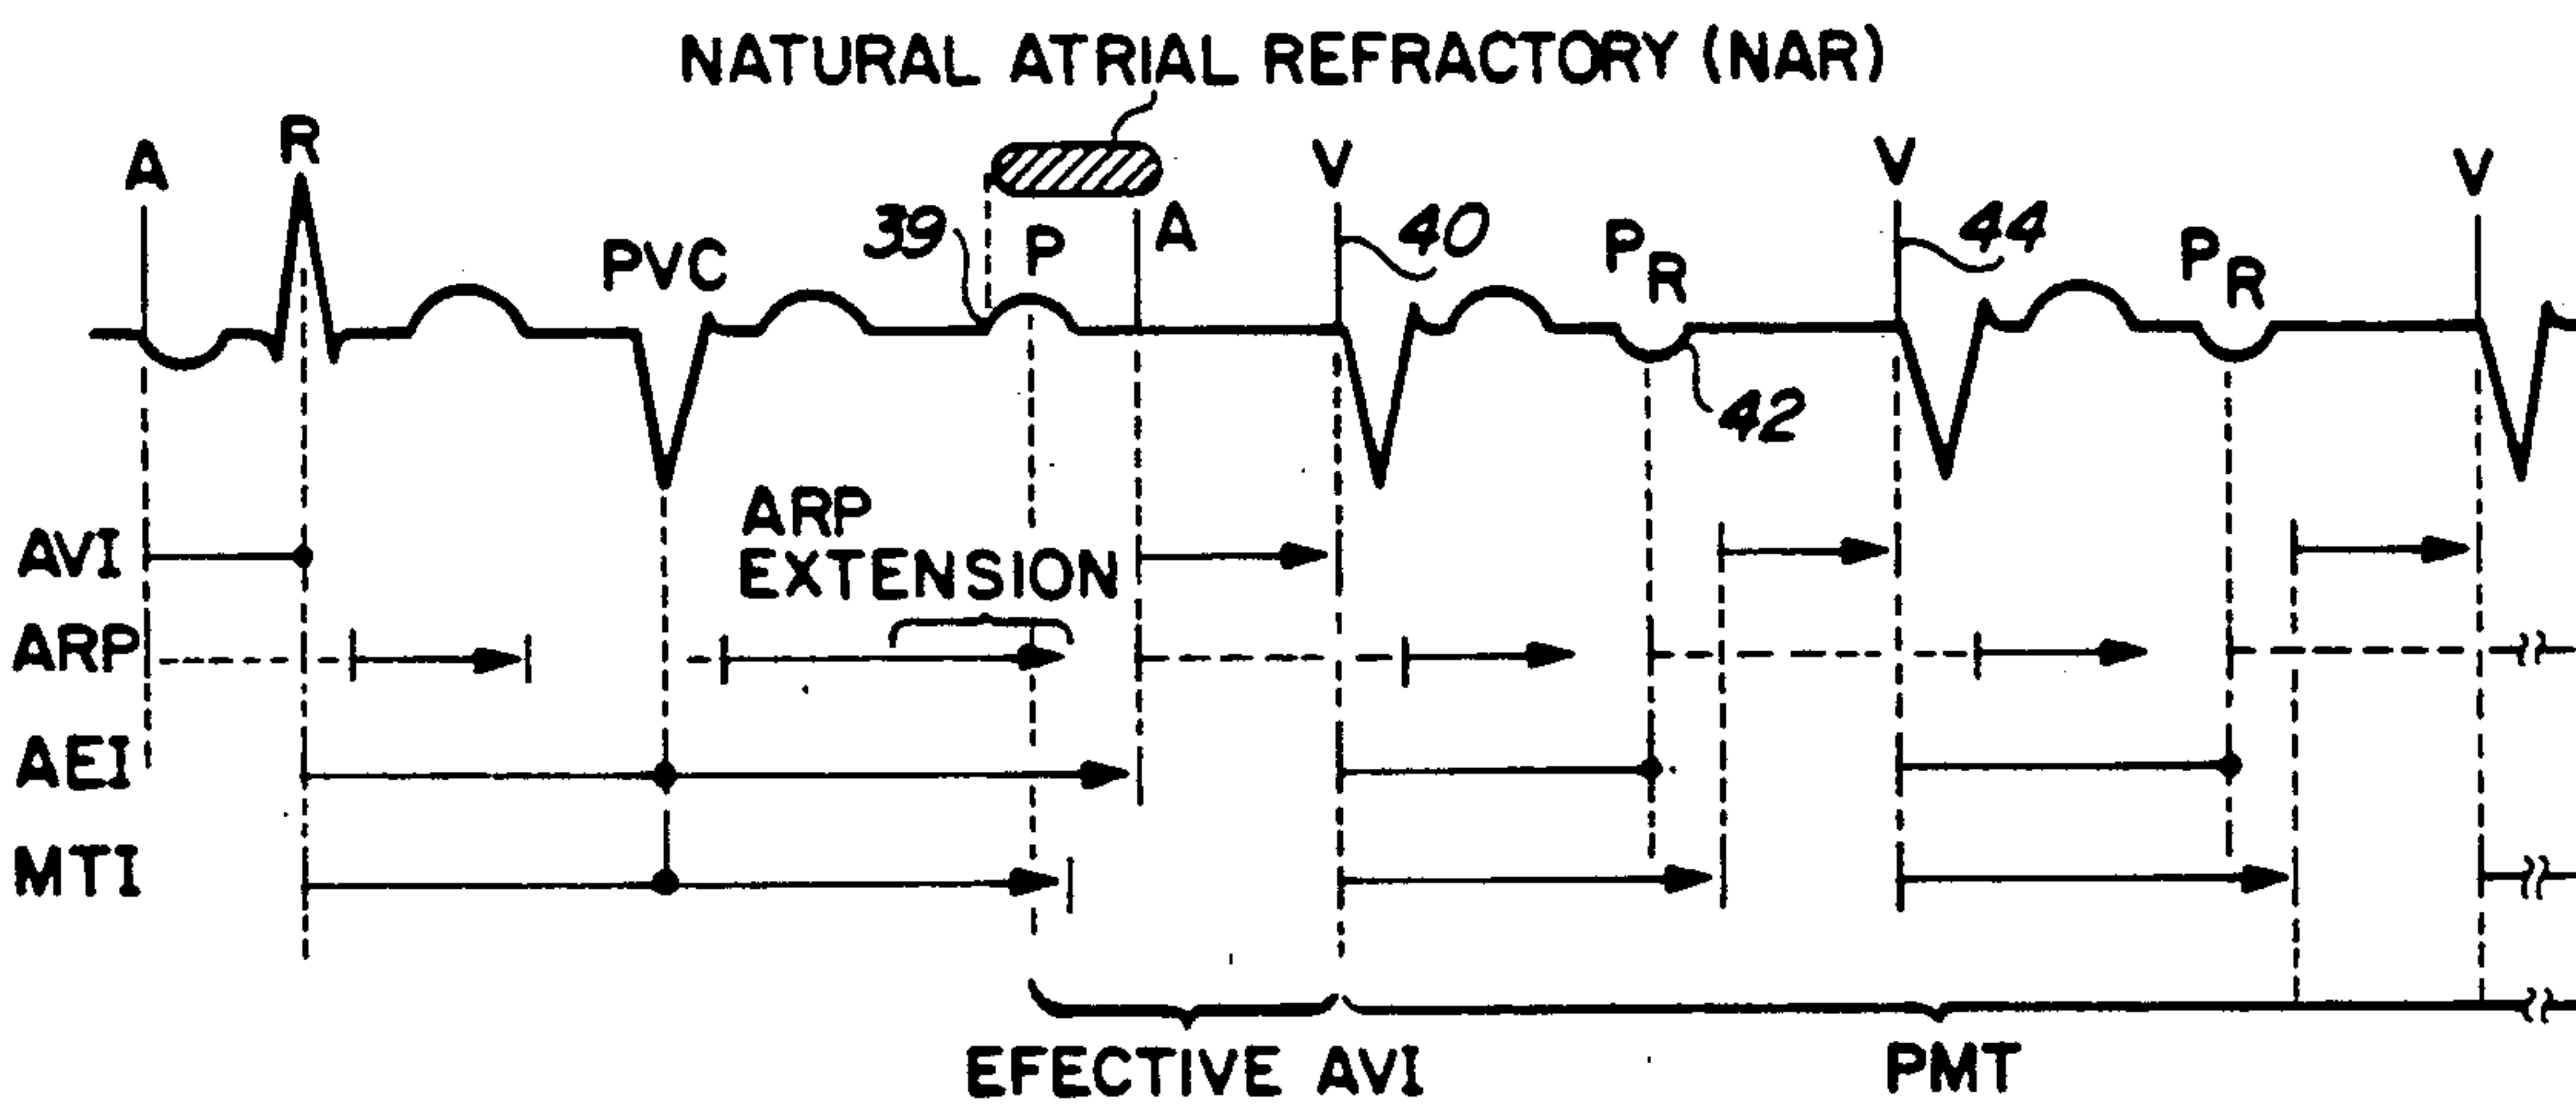 NATURAL ATRIAL REFRACTORY (NAR)
A
R
PVC
39
P
A
V
40
PR
42
V
44
PR
V
AVI
ARP
EXTENSION
ARP
AEI
MTI
EFECTIVE AVI
PMT